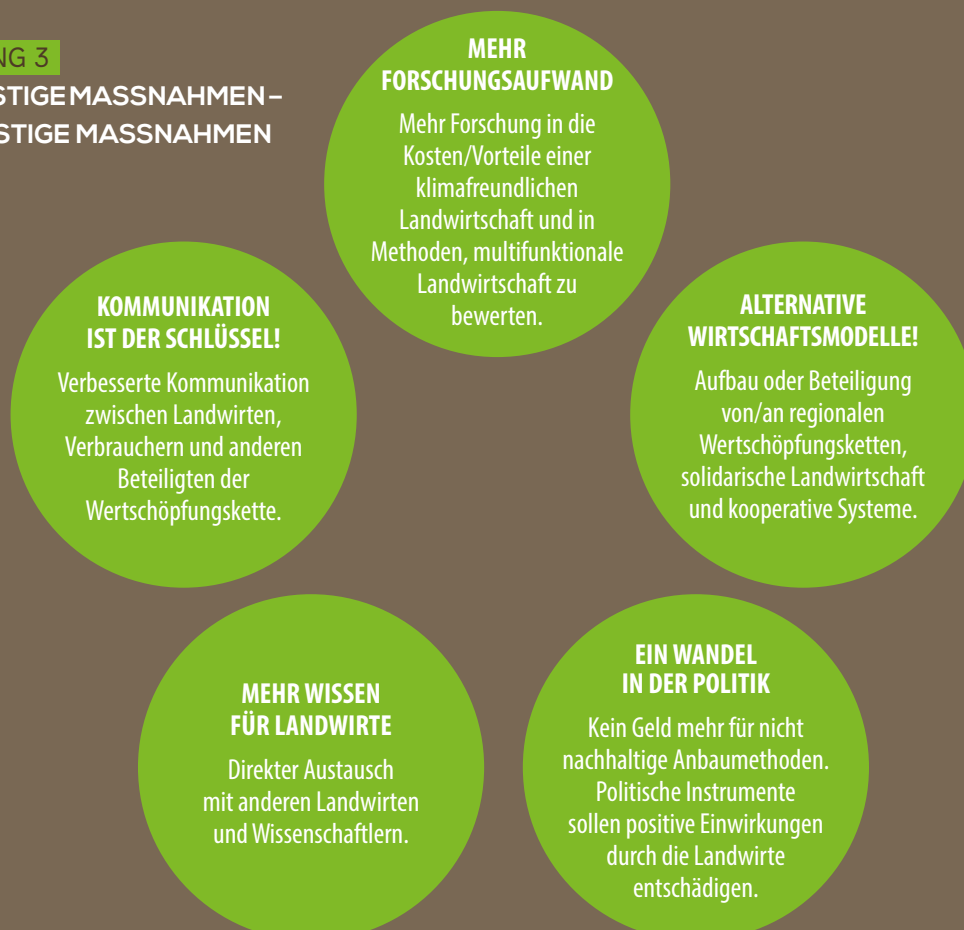 NG 3
STIGE MASSNAHMEN –
STIGE MASSNAHMEN
MEHR
FORSCHUNGSAUFWAND
Mehr Forschung in die
Kosten/Vorteile einer
klimafreundlichen
Landwirtschaft und in
Methoden, multifunktionale
Landwirtschaft zu
bewerten.
KOMMUNIKATION
IST DER SCHLÜSSEL!
Verbesserte Kommunikation
zwischen Landwirten,
Verbrauchern und anderen
Beteiligten der
Wertschöpfungskette.
ALTERNATIVE
WIRTSCHAFTSMODELLE!
Aufbau oder Beteiligung
von/an regionalen
Wertschöpfungsketten,
solidarische Landwirtschaft
und kooperative Systeme.
MEHR WISSEN
FÜR LANDWIRTE
Direkter Austausch
mit anderen Landwirten
und Wissenschaftlern.
EIN WANDEL
IN DER POLITIK
Kein Geld mehr für nicht
nachhaltige Anbaumethoden.
Politische Instrumente
sollen positive Einwirkungen
durch die Landwirte
entschädigen.